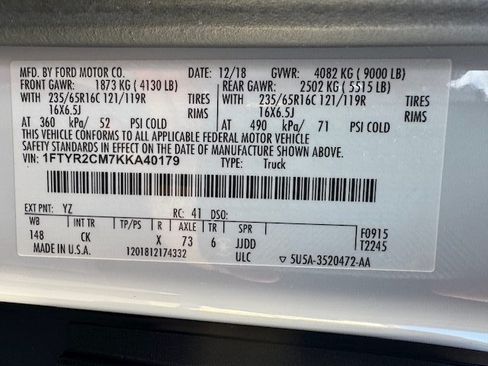 MFD. BY FORD MOTOR CO. DATE: 12/18 GVWR: 4082 KG ( 9000 LB)
FRONT GAWR: 1873 KG ( 4130 LB) REAR GAWR: 2502 KG ( 5515 LB)
WITH 235/65R16C 121/119R TIRES WITH 235/65R16C 121/119R TIRES
16X6.5J RIMS 16X6.5J RIMS
AT 360 kPa/ 52 PSI COLD AT 490 kPa/ 71 PSI COLD
THIS VEHICLE CONFORMS TO ALL APPLICABLE FEDERAL MOTOR VEHICLE
SAFETY STANDARDS IN EFFECT ON THE DATE OF MANUFACTURE SHOWN ABOVE.
VIN: 1FTYR2CM7KKA40179 TYPE: Truck
EXT PNT: YZ RC: 41 DSO:
WB INT TR TP/PS R AXLE TR SPR F0915
148 CK X 73 6 JJDD T2245
MADE IN U.S.A. 1201812174332 ULC ▽ 5U5A-3520472-AA